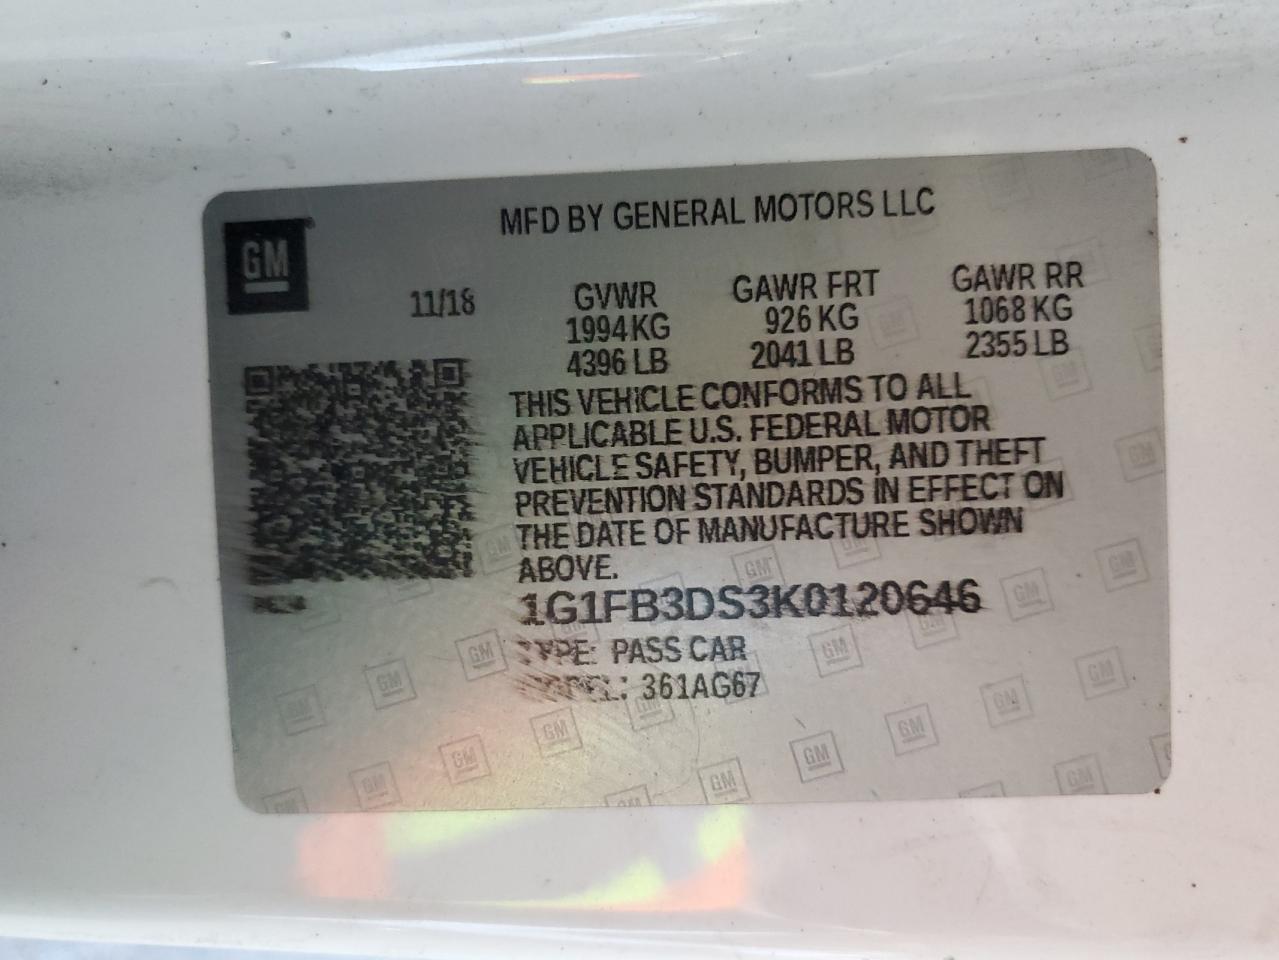 GM
MFD BY GENERAL MOTORS LLC
11/18
GVWR
1994 KG
4396 LB
GAWR FRT
926 KG
2041 LB
GAWR RR
1068 KG
2355 LB
THIS VEHICLE CONFORMS TO ALL
APPLICABLE U.S. FEDERAL MOTOR
VEHICLE SAFETY, BUMPER, AND THEFT
PREVENTION STANDARDS IN EFFECT ON
THE DATE OF MANUFACTURE SHOWN
ABOVE.
1G1FB3DS3K0120646
TYPE: PASS CAR
MODEL: 361AG67